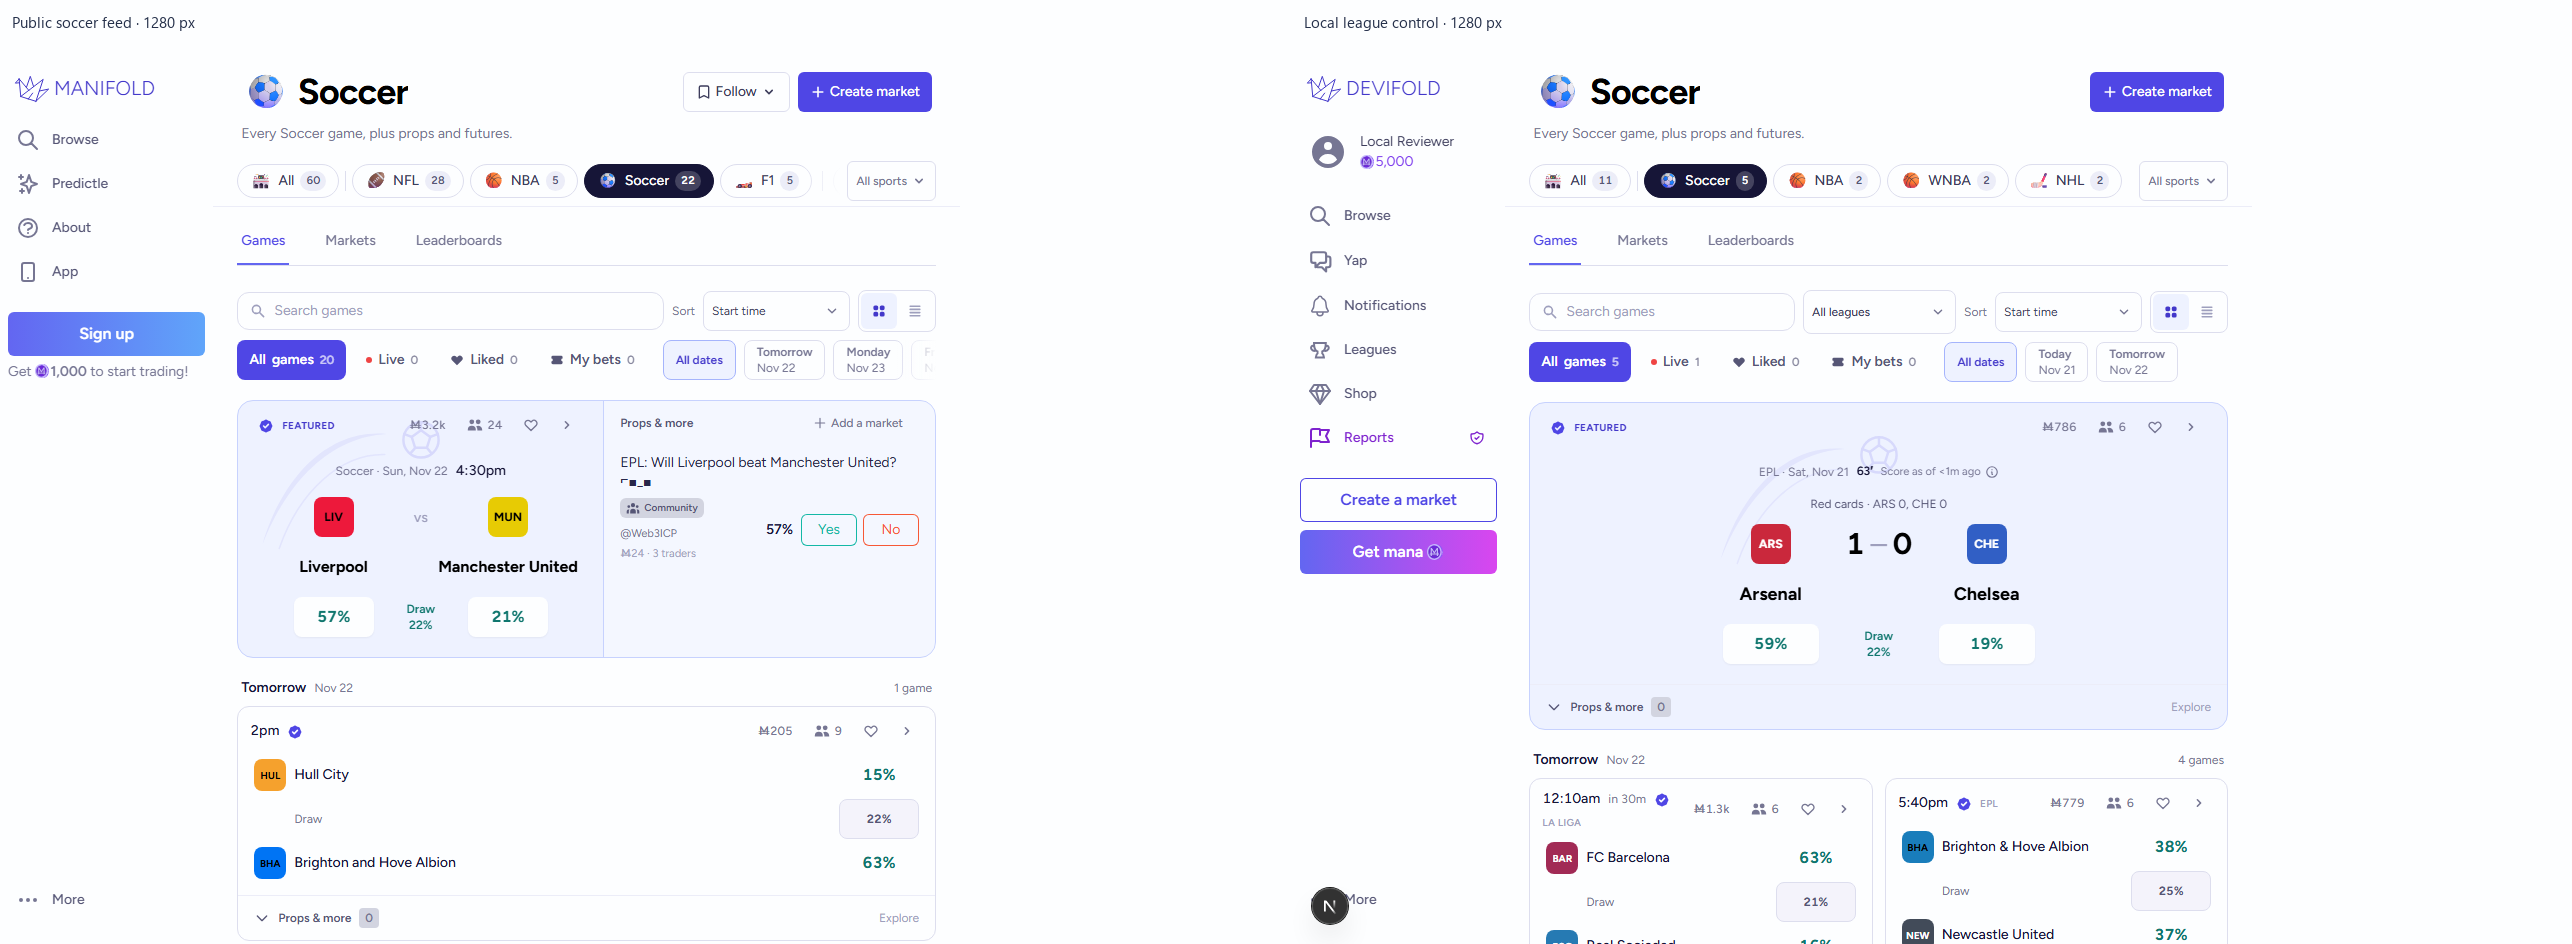 Public soccer feed · 1280 px
MANIFOLD
Browse
Predictle
About
App
Sign up
Get M1,000 to start trading!
More
Soccer
Follow
+ Create market
Every Soccer game, plus props and futures.
All 60
NFL 28
NBA 5
Soccer 22
F1 5
All sports
Games
Markets
Leaderboards
Search games
Sort
Start time
All games 20
Live 0
Liked 0
My bets 0
All dates
Tomorrow
Nov 22
Monday
Nov 23
FEATURED
Ṁ3.2k
24
Soccer · Sun, Nov 22 4:30pm
LIV
vs
MUN
Liverpool
Manchester United
57%
Draw
22%
21%
Props & more
+ Add a market
EPL: Will Liverpool beat Manchester United?
Community
@Web3ICP
Ṁ24 · 3 traders
57%
Yes
No
Tomorrow Nov 22
1 game
2pm
Ṁ205
9
HUL Hull City 15%
Draw 22%
BHA Brighton and Hove Albion 63%
Props & more 0
Explore
Local league control · 1280 px
DEVIFOLD
Local Reviewer
M5,000
Browse
Yap
Notifications
Leagues
Shop
Reports
Create a market
Get mana M
N
More
Soccer
+ Create market
Every Soccer game, plus props and futures.
All 11
Soccer 5
NBA 2
WNBA 2
NHL 2
All sports
Games
Markets
Leaderboards
Search games
All leagues
Sort
Start time
All games 5
Live 1
Liked 0
My bets 0
All dates
Today
Nov 21
Tomorrow
Nov 22
FEATURED
Ṁ786
6
EPL · Sat, Nov 21 63' Score as of <1m ago
Red cards · ARS 0, CHE 0
ARS
1 — 0
CHE
Arsenal
Chelsea
59%
Draw
22%
19%
Props & more 0
Explore
Tomorrow Nov 22
4 games
12:10am in 30m
Ṁ1.3k
6
LA LIGA
BAR FC Barcelona 63%
Draw 21%
5:40pm EPL
Ṁ779
6
BHA Brighton & Hove Albion 38%
Draw 25%
NEW Newcastle United 37%